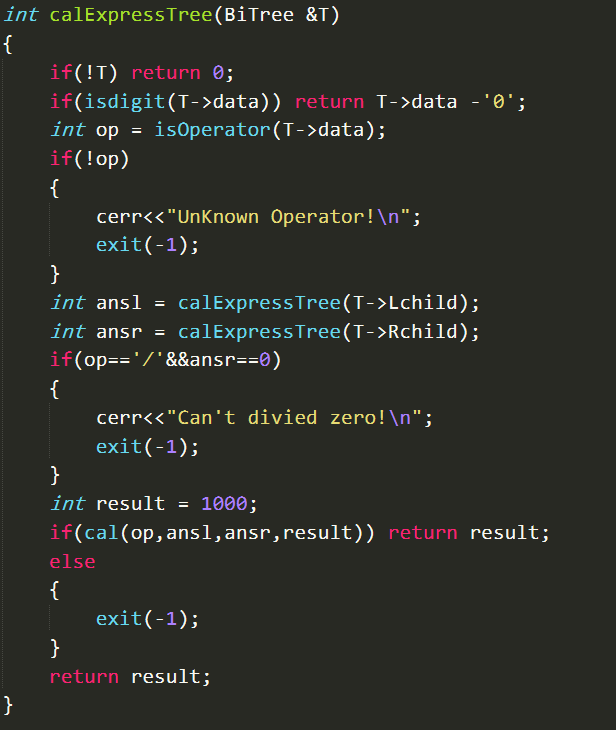 int calExpressTree(BiTree &T)
{
    if(!T) return 0;
    if(isdigit(T->data)) return T->data -'0';
    int op = isOperator(T->data);
    if(!op)
    {
        cerr<<"UnKnown Operator!\n";
        exit(-1);
    }
    int ansl = calExpressTree(T->Lchild);
    int ansr = calExpressTree(T->Rchild);
    if(op=='/'&&ansr==0)
    {
        cerr<<"Can't divied zero!\n";
        exit(-1);
    }
    int result = 1000;
    if(cal(op,ansl,ansr,result)) return result;
    else
    {
        exit(-1);
    }
    return result;
}